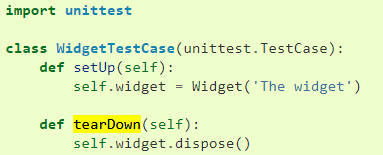 import unittest

class WidgetTestCase(unittest.TestCase):
    def setUp(self):
        self.widget = Widget('The widget')

    def tearDown(self):
        self.widget.dispose()